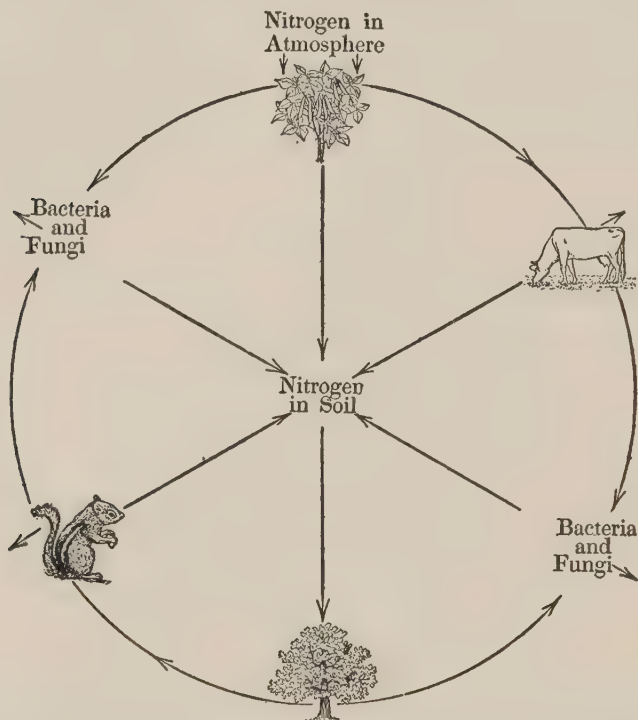 Nitrogen in
Atmosphere
Bacteria
and
Fungi
Nitrogen
in Soil
Bacteria
and
Fungi